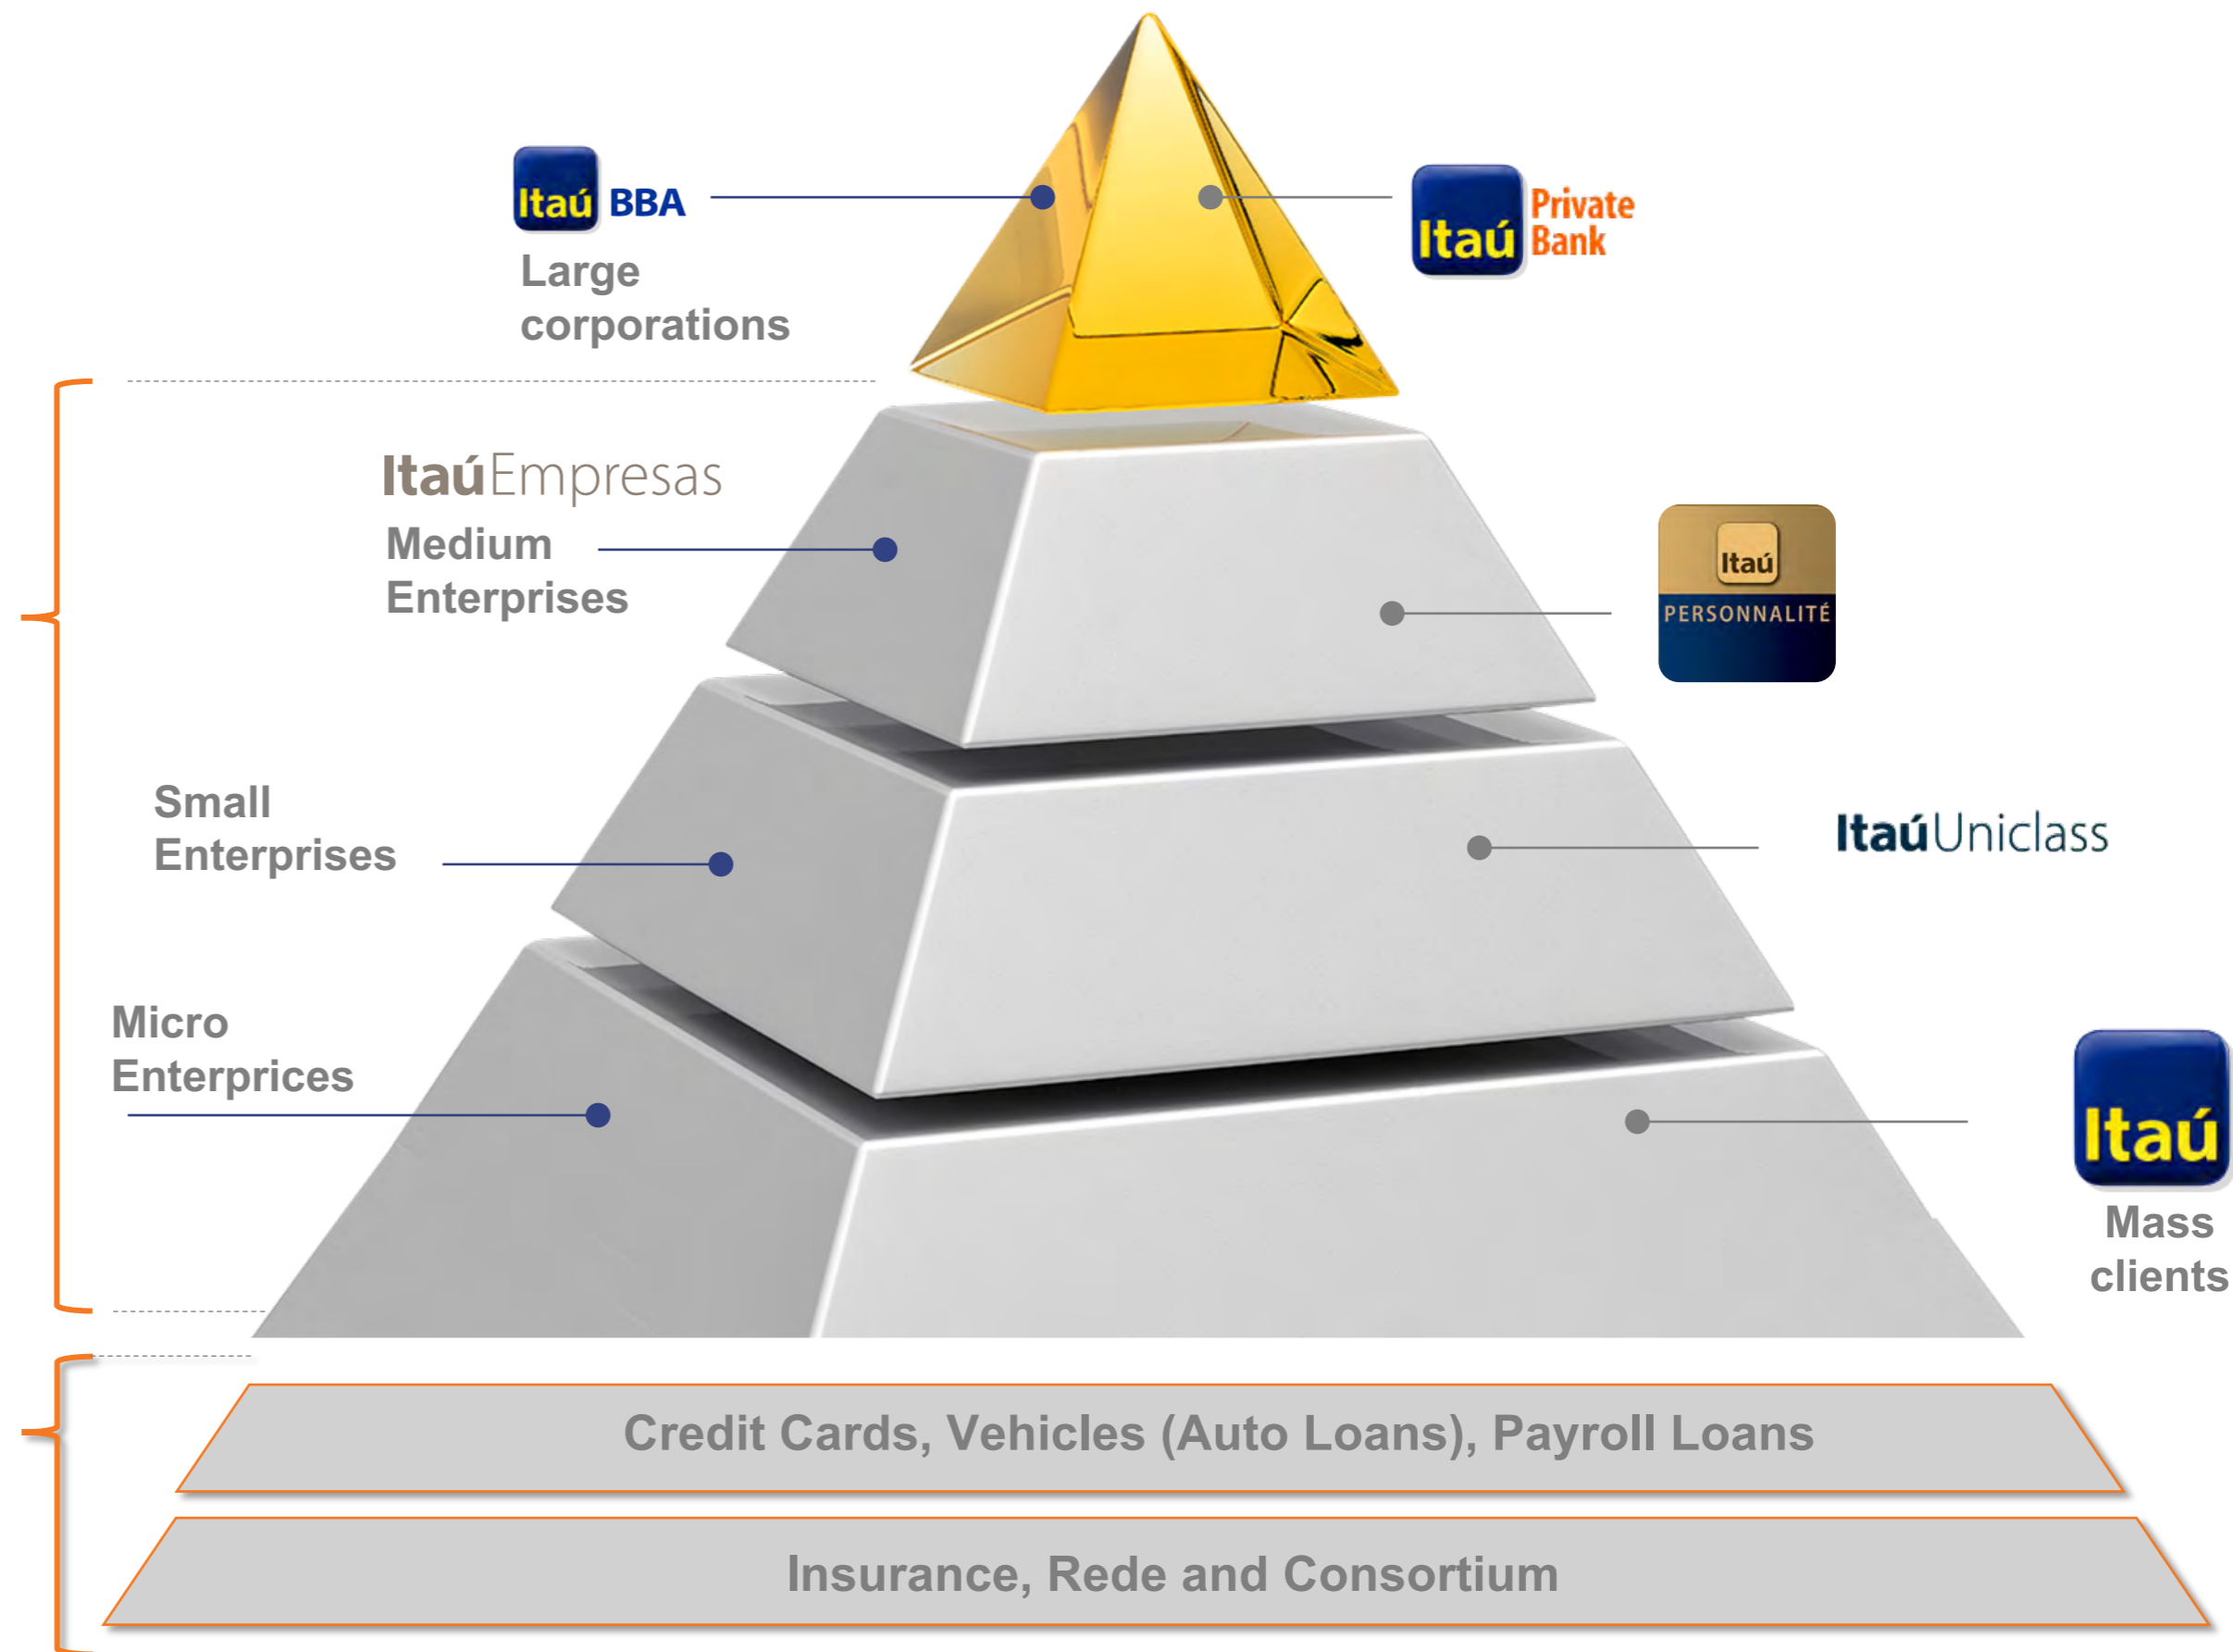 Itaú BBA
Large
corporations
Itaú Private
Bank
ItaúEmpresas
Medium
Enterprises
Itaú
PERSONNALITÉ
Small
Enterprises
ItaúUniclass
Micro
Enterprices
Itaú
Mass
clients
Credit Cards, Vehicles (Auto Loans), Payroll Loans
Insurance, Rede and Consortium